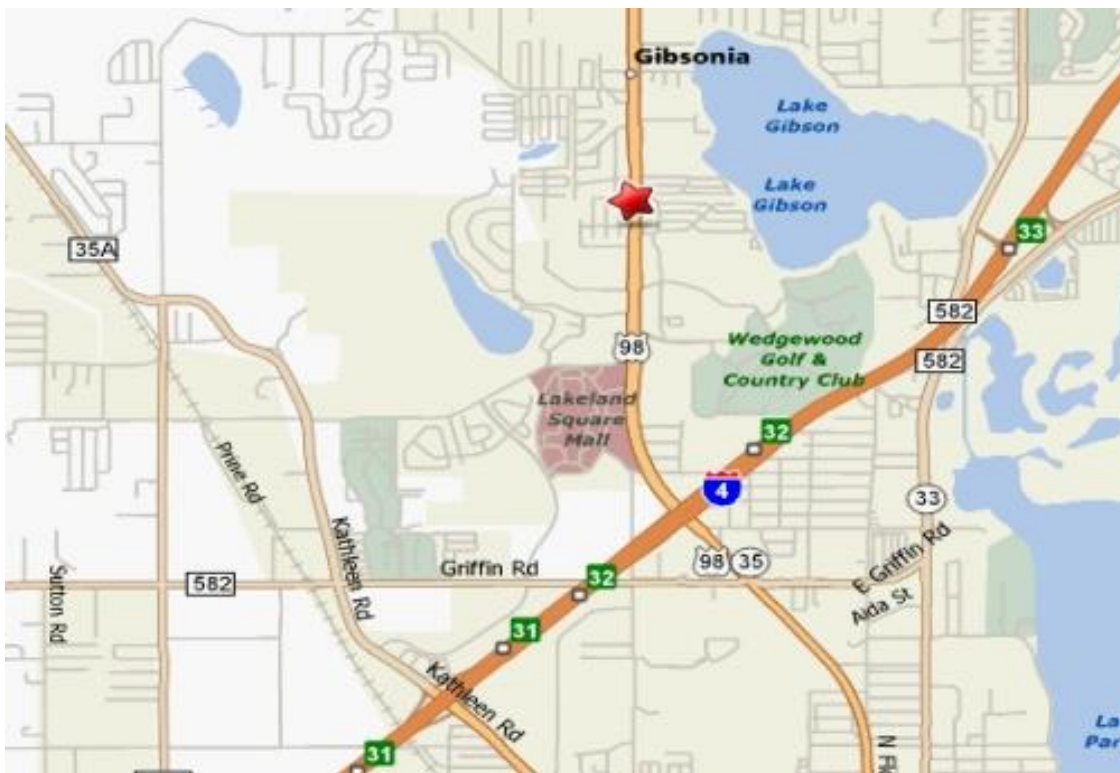 Gibsonia
Lake
Gibson
Lake
Gibson
33
35A
582
98
582
Wedgewood
Golf &
Country Club
Lakeland
Square
Mall
32
Prine Rd
4
33
Kathleen Rd
98
35
E Griffin Rd
Griffin Rd
32
582
Sutton Rd
Aida St
31
Kathleen Rd
31
N